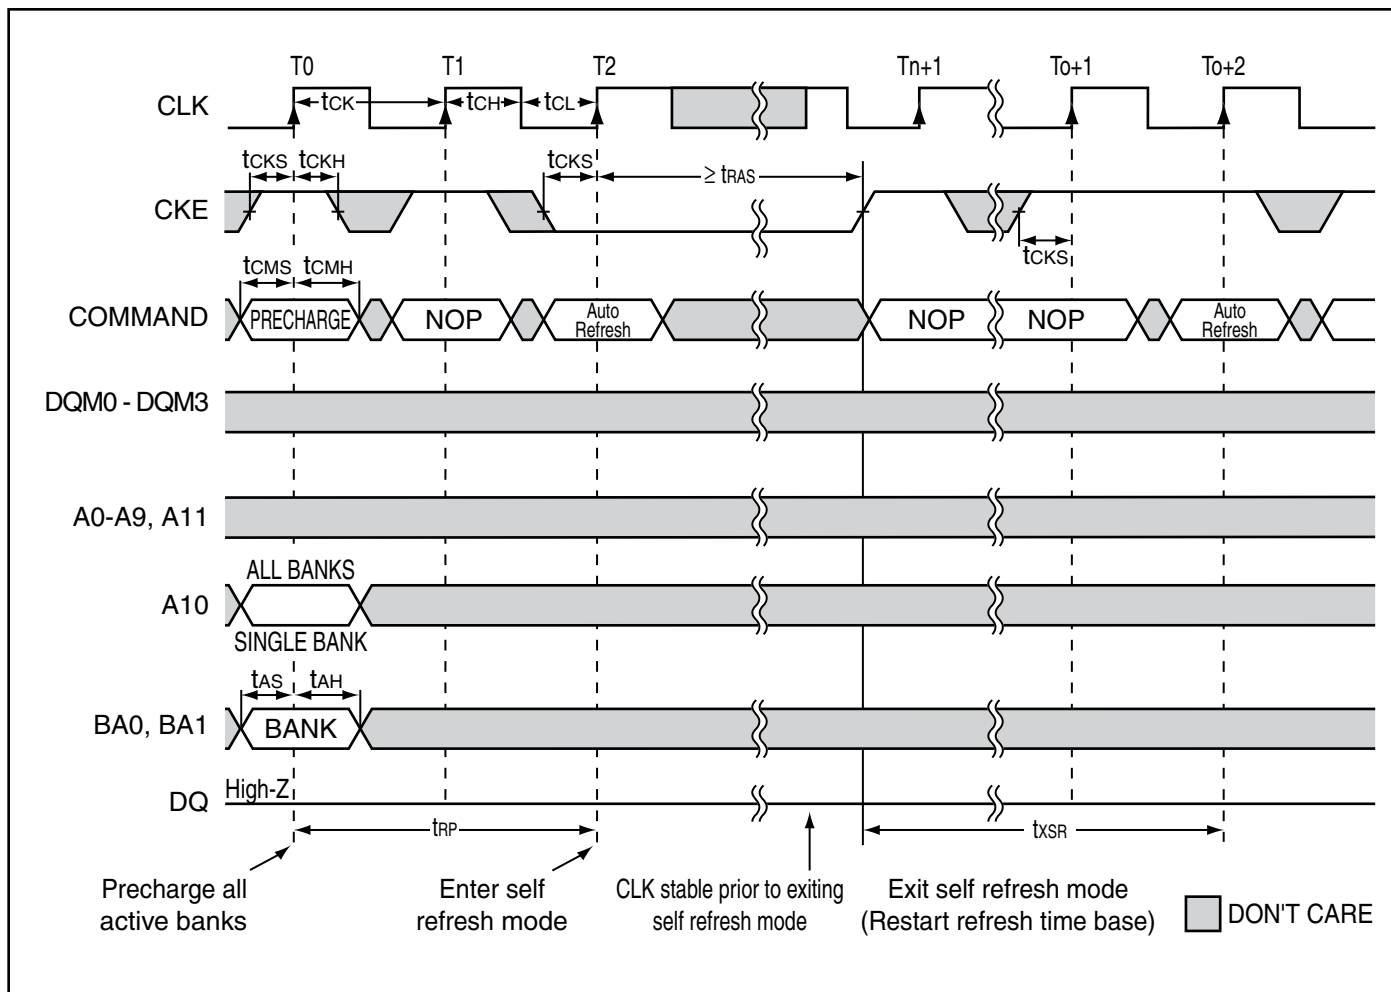 T0 T1 T2 Tn+1 To+1 To+2
CLK tCK tCH tCL
tCKS tCKH tCKS ≥ tRAS
CKE
tCKS
tCMS tCMH
COMMAND PRECHARGE NOP Auto Refresh NOP NOP Auto Refresh
DQM0 - DQM3
A0-A9, A11
ALL BANKS
A10
SINGLE BANK
tAS tAH
BA0, BA1 BANK
High-Z
DQ
tRP tXSR
Precharge all
active banks
Enter self
refresh mode
CLK stable prior to exiting
self refresh mode
Exit self refresh mode
(Restart refresh time base)
DON'T CARE